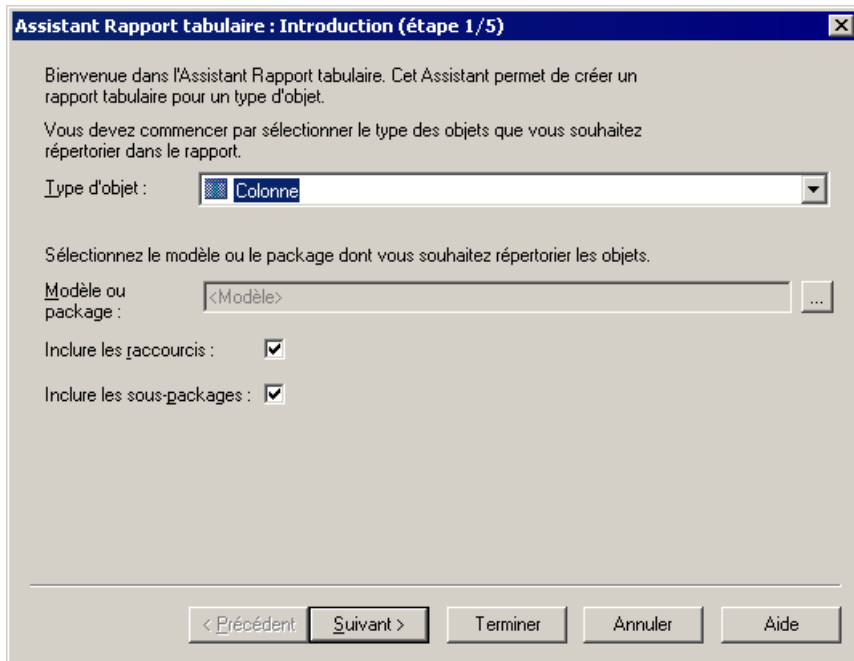 Assistant Rapport tabulaire : Introduction (étape 1/5)
Bienvenue dans l'Assistant Rapport tabulaire. Cet Assistant permet de créer un
rapport tabulaire pour un type d'objet.
Vous devez commencer par sélectionner le type des objets que vous souhaitez
répertorier dans le rapport.
Type d'objet :
Colonne
Sélectionnez le modèle ou le package dont vous souhaitez répertorier les objets.
Modèle ou
package :
<Modèle>
...
Inclure les raccourcis :
Inclure les sous-packages :
< Précédent
Suivant >
Terminer
Annuler
Aide